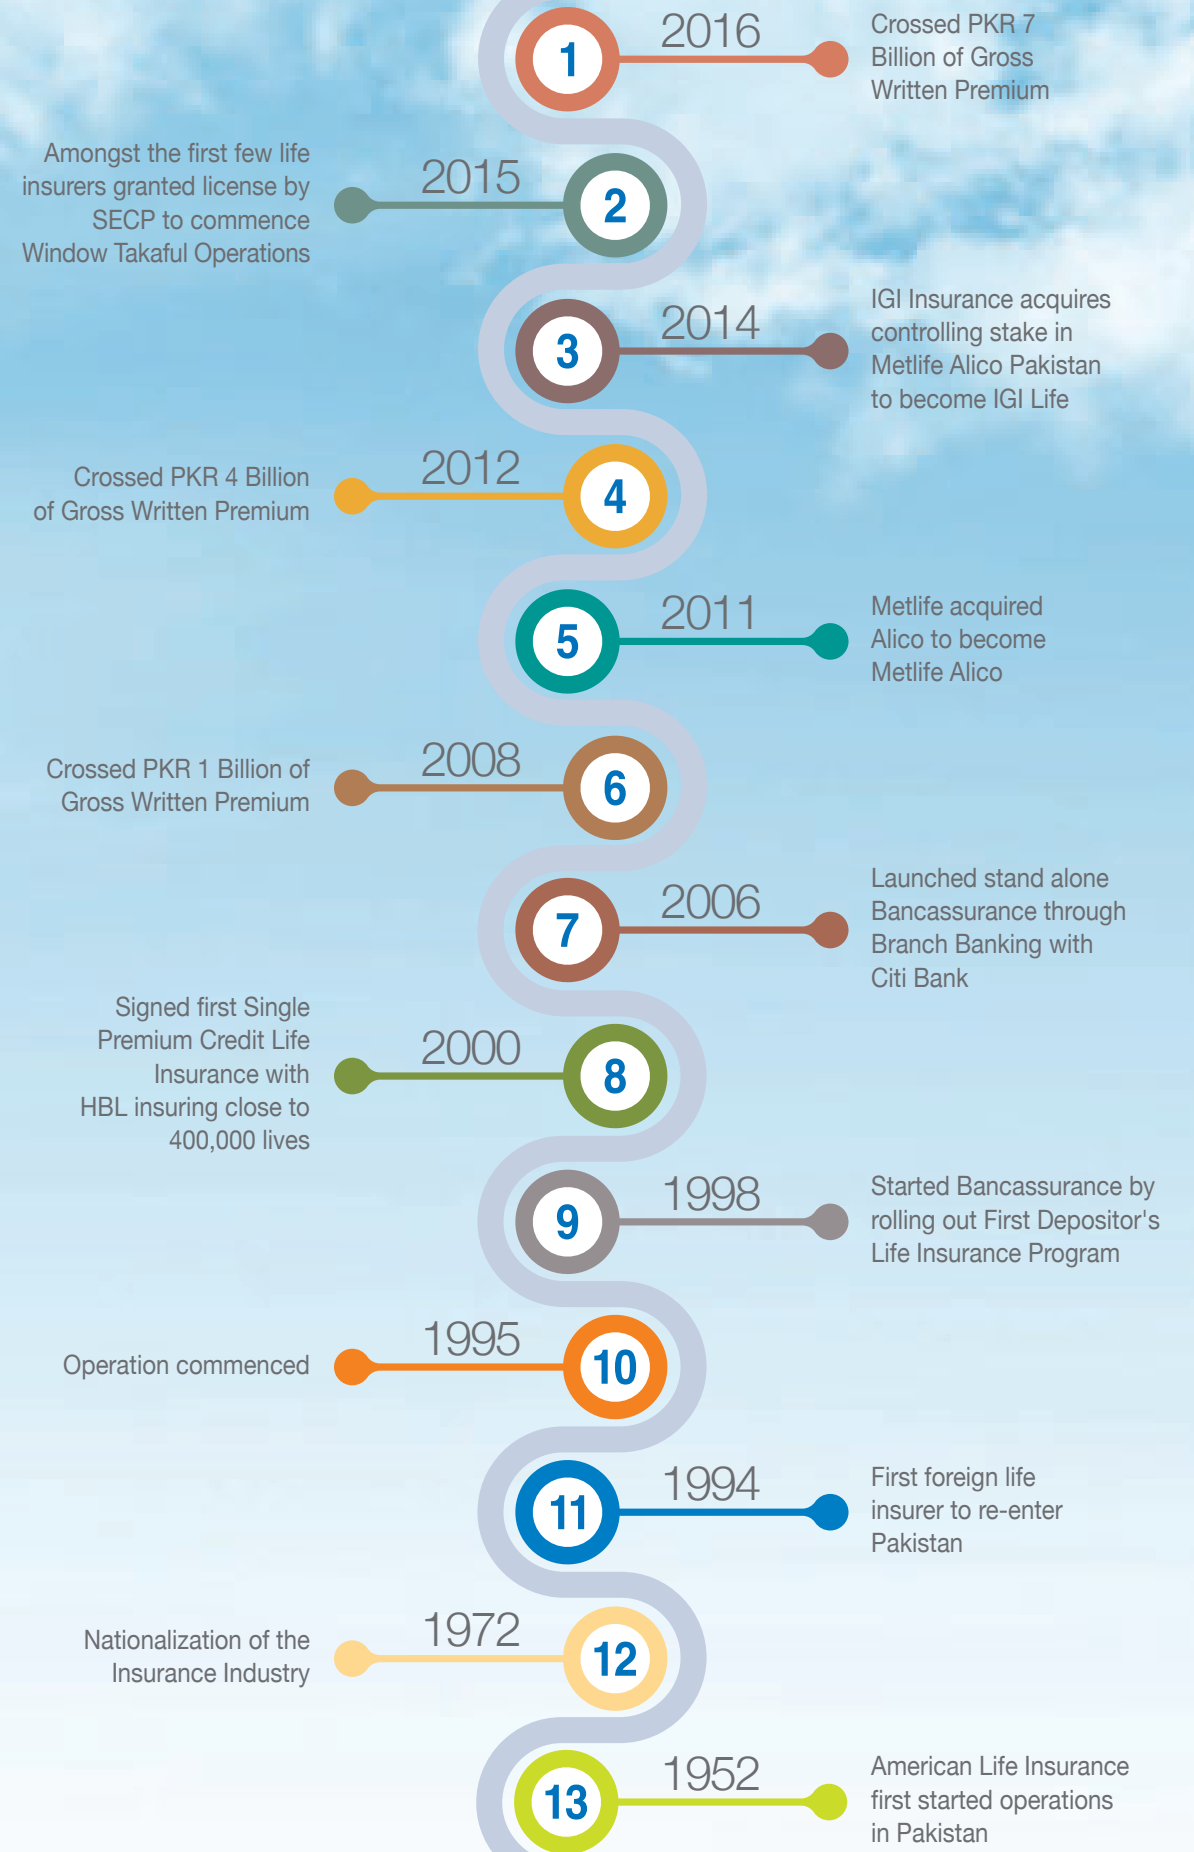 1
2016
Crossed PKR 7
Billion of Gross
Written Premium
Amongst the first few life
insurers granted license by
SECP to commence
Window Takaful Operations
2015
2
3
2014
IGI Insurance acquires
controlling stake in
Metlife Alico Pakistan
to become IGI Life
Crossed PKR 4 Billion
of Gross Written Premium
2012
4
5
2011
Metlife acquired
Alico to become
Metlife Alico
Crossed PKR 1 Billion of
Gross Written Premium
2008
6
7
2006
Launched stand alone
Bancassurance through
Branch Banking with
Citi Bank
Signed first Single
Premium Credit Life
Insurance with
HBL insuring close to
400,000 lives
2000
8
9
1998
Started Bancassurance by
rolling out First Depositor's
Life Insurance Program
Operation commenced
1995
10
11
1994
First foreign life
insurer to re-enter
Pakistan
Nationalization of the
Insurance Industry
1972
12
13
1952
American Life Insurance
first started operations
in Pakistan